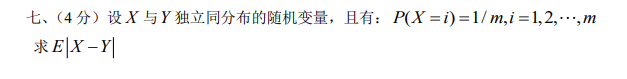 七、（4 分）设 X 与 Y 独立同分布的随机变量，且有：P(X = i) = 1/ m, i = 1, 2, ⋯, m
求 E|X − Y|